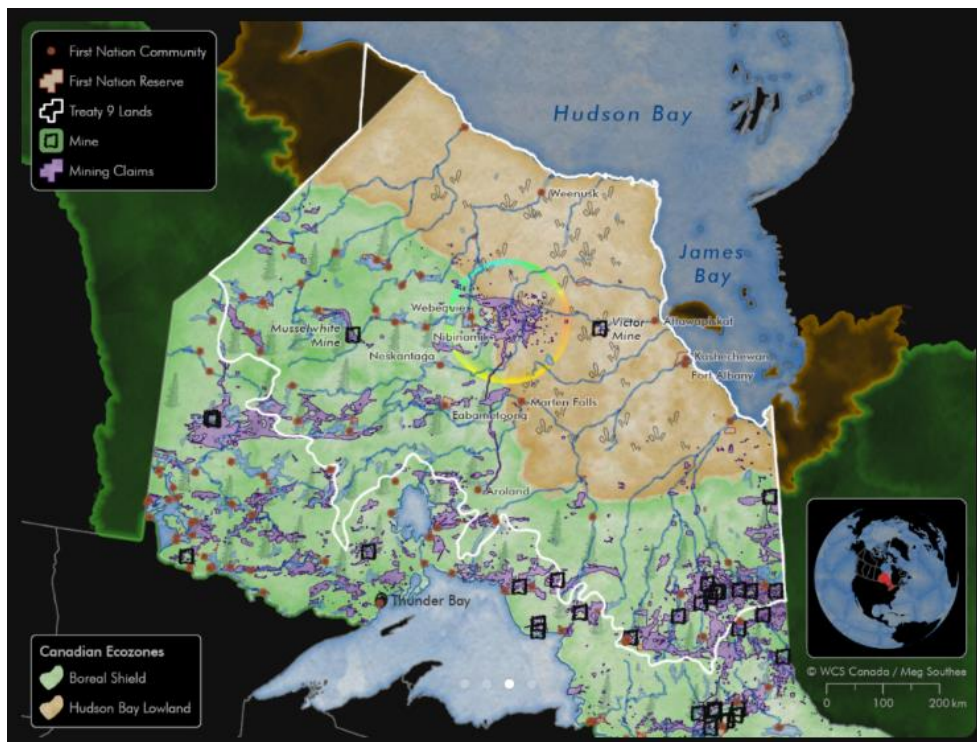 First Nation Community
First Nation Reserve
Treaty 9 Lands
Mine
Mining Claims
Hudson Bay
Weenusk
James
Bay
Webequie
Musselwhite
Mine
Nibinamik
Neskantaga
Victor
Mine
Attawapiskat
Kashechewan
Fort Albany
Marten Falls
Eabametoong
Aroland
Thunder Bay
Canadian Ecozones
Boreal Shield
Hudson Bay Lowland
© WCS Canada / Meg Southee
0 100 200 km